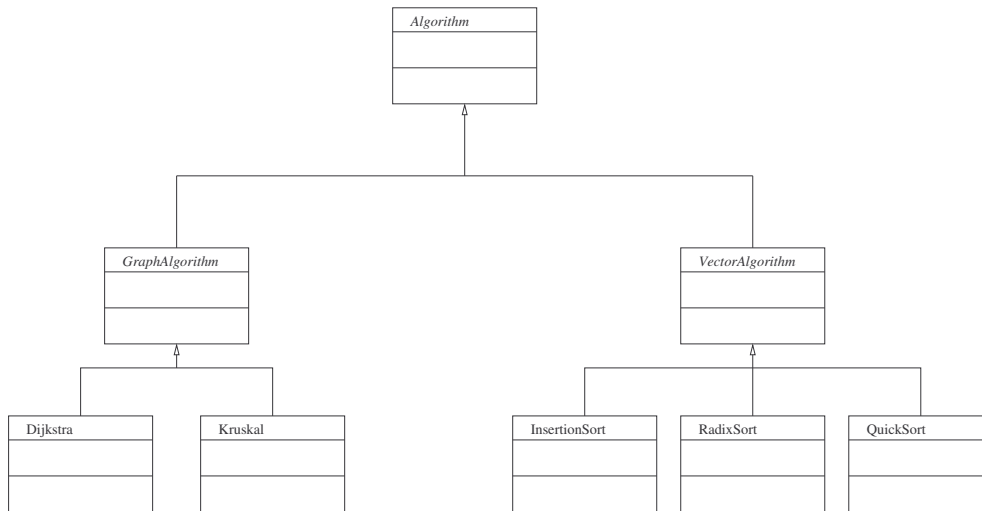 Algorithm
GraphAlgorithm
VectorAlgorithm
Dijkstra
Kruskal
InsertionSort
RadixSort
QuickSort